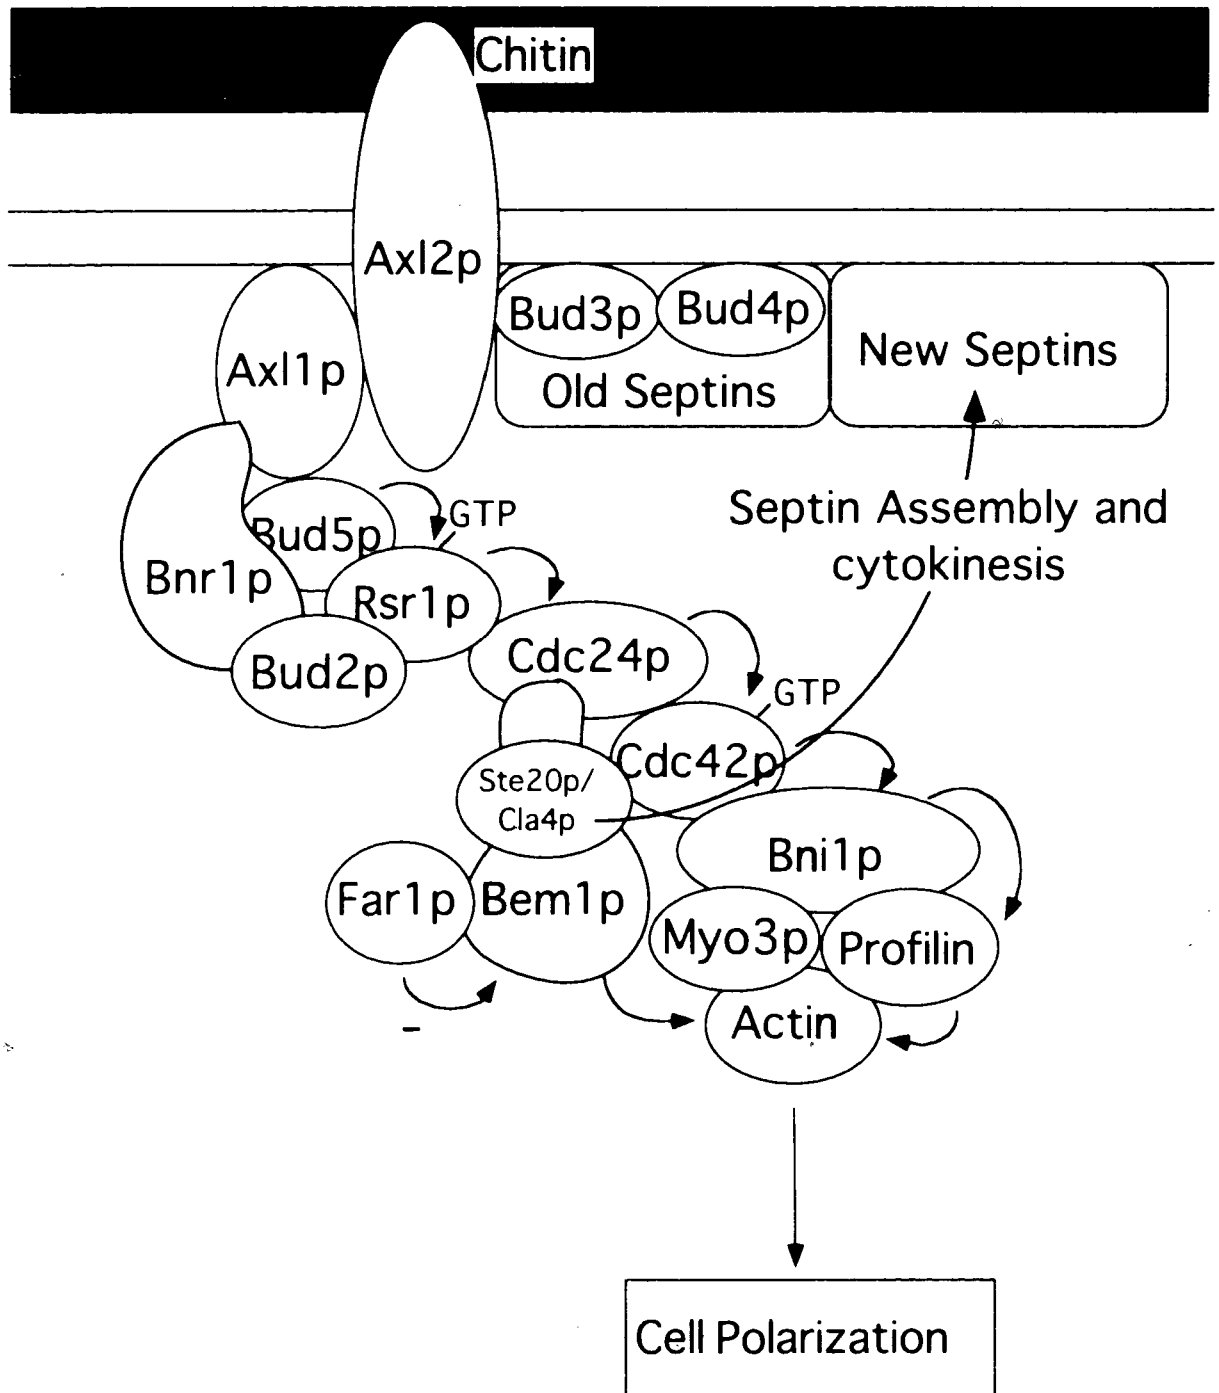 Chitin
Axl2p
Bud3p
Bud4p
Axl1p
Old Septins
New Septins
Septin Assembly and
cytokinesis
GTP
Bud5p
Bnr1p
Rsr1p
Bud2p
Cdc24p
GTP
Cdc42p
Ste20p/
Cla4p
Bni1p
Far1p
Bem1p
Myo3p
Profilin
-
Actin
Cell Polarization